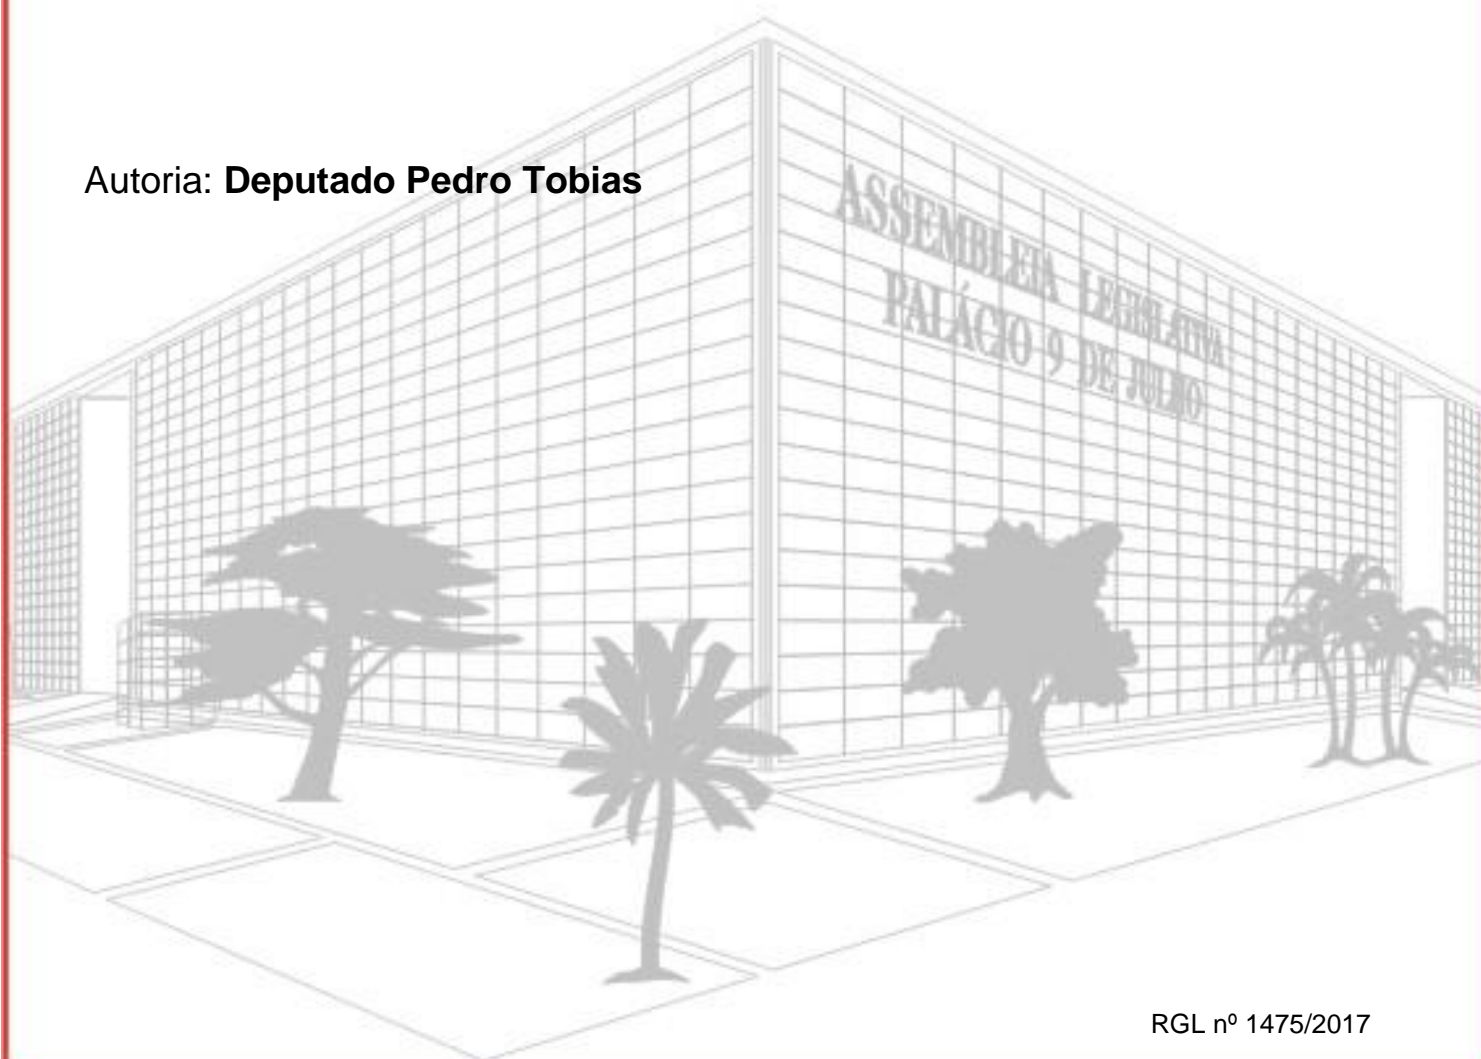 Autoria: Deputado Pedro Tobias
ASSEMBLEIA LEGISLATIVA
PALÁCIO 9 DE JULHO
RGL nº 1475/2017